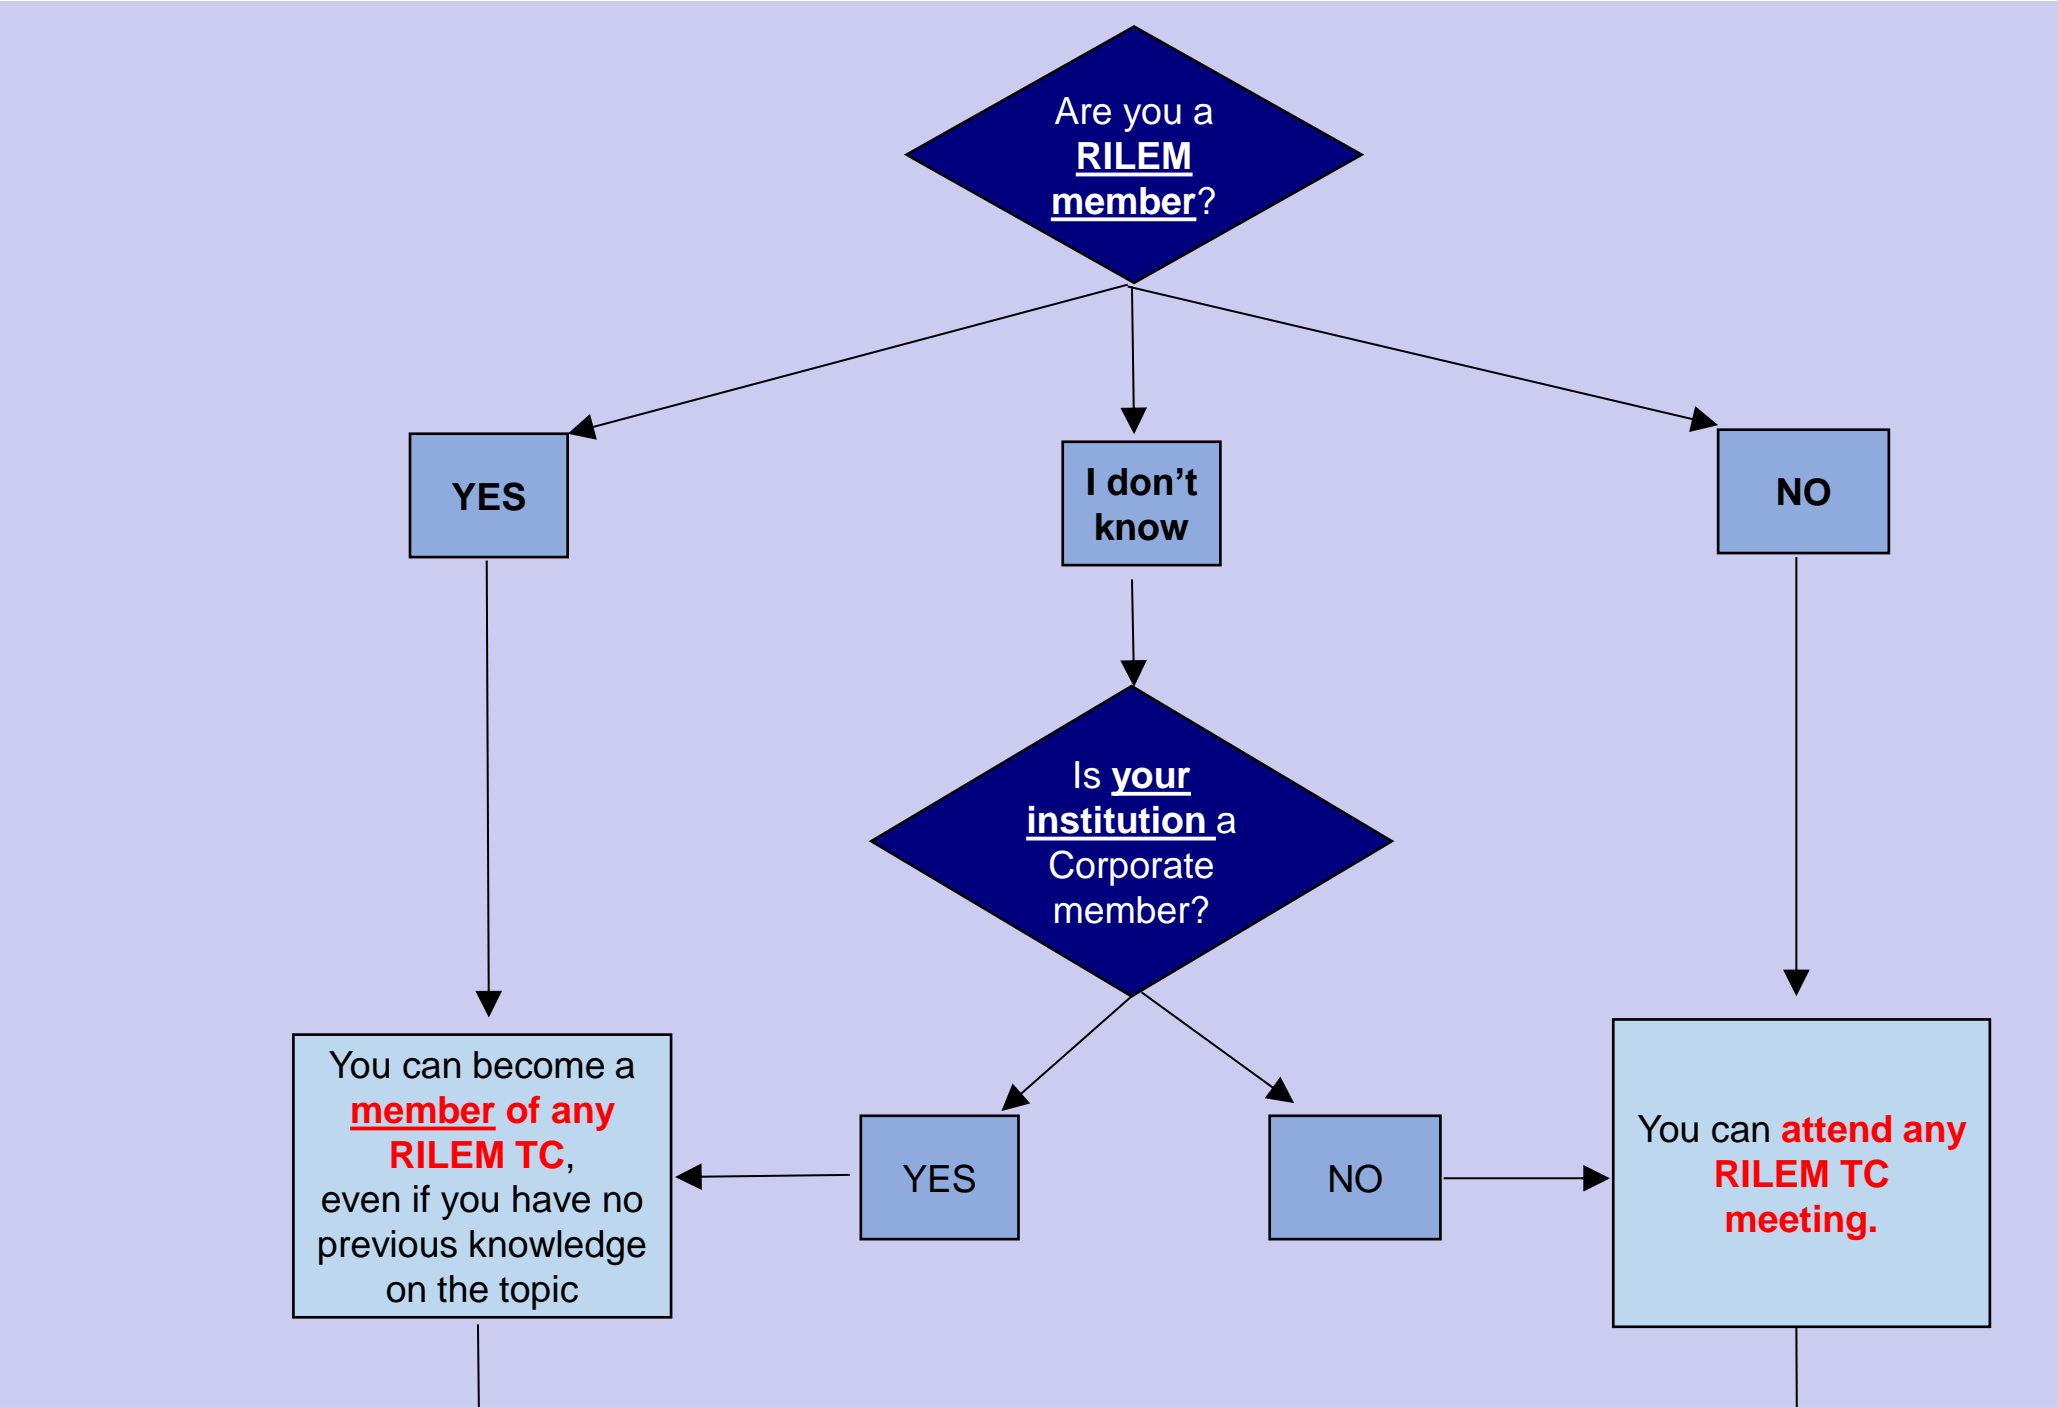 Are you a
RILEM
member?
YES
I don’t
know
NO
Is your
institution a
Corporate
member?
You can become a
member of any
RILEM TC,
even if you have no
previous knowledge
on the topic
YES
NO
You can attend any
RILEM TC
meeting.